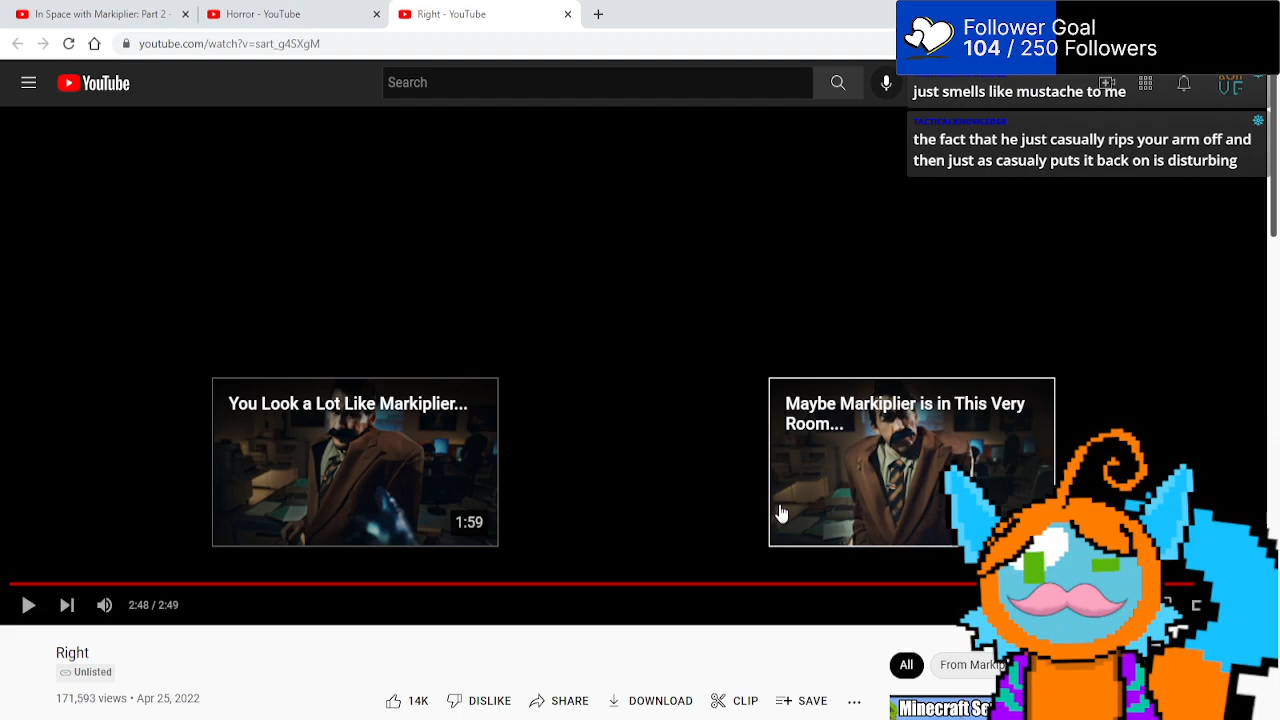 In Space with Markiplier: Part 2 -
Horror - YouTube
Right - YouTube
youtube.com/watch?v=sart_g4SXgM
Follower Goal
104 / 250 Followers
YouTube
Search
just smells like mustache to me
TACTICALKNOWLEDGE
the fact that he just casually rips your arm off and
then just as casualy puts it back on is disturbing
You Look a Lot Like Markiplier...
1:59
Maybe Markiplier is in This Very
Room...
2:48 / 2:49
Right
Unlisted
171,593 views • Apr 25, 2022
14K
DISLIKE
SHARE
DOWNLOAD
CLIP
SAVE
All
From Markip
Minecraft Se